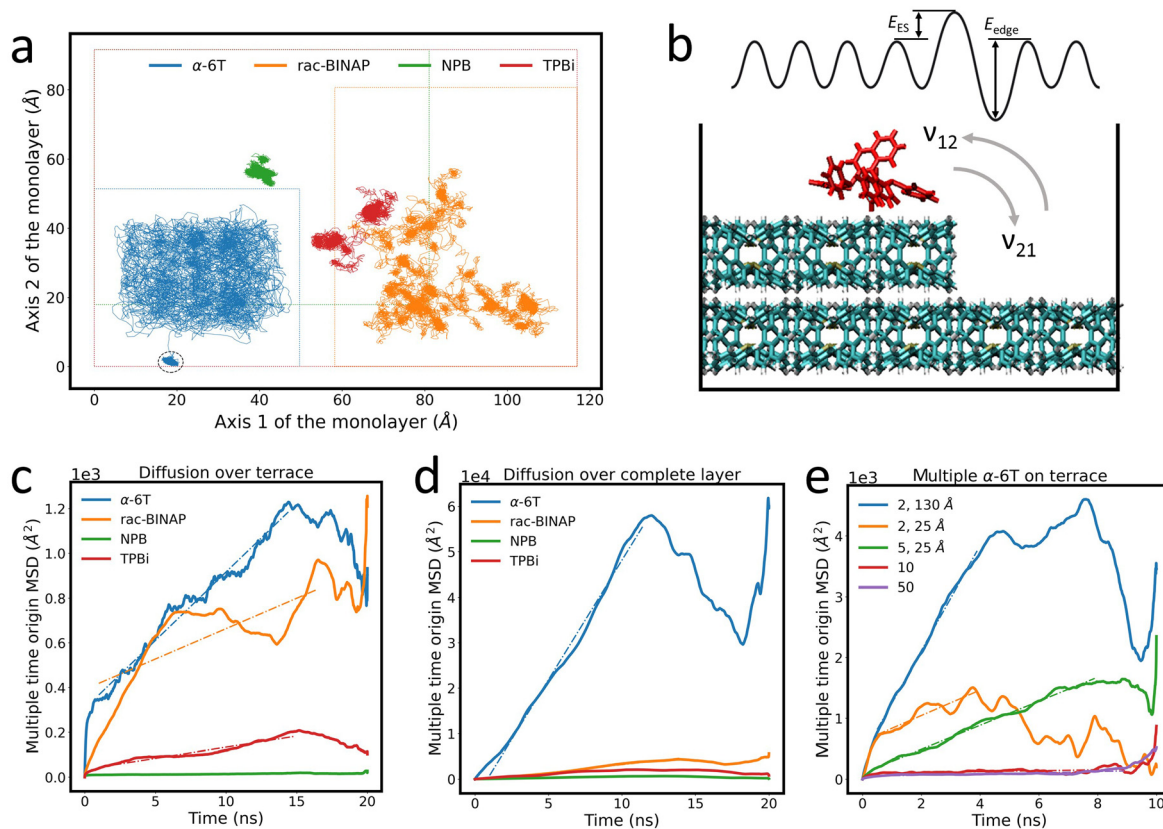 a
α-6T rac-BINAP NPB TPBi
80
60
40
20
0
Axis 2 of the monolayer (Å)
0 20 40 60 80 100 120
Axis 1 of the monolayer (Å)
b
E_ES
E_edge
ν_12
ν_21
c
1e3
Diffusion over terrace
α-6T
rac-BINAP
NPB
TPBi
1.2
1.0
0.8
0.6
0.4
0.2
0.0
Multiple time origin MSD (Å²)
0 5 10 15 20
Time (ns)
d
1e4
Diffusion over complete layer
α-6T
rac-BINAP
NPB
TPBi
6
5
4
3
2
1
0
Multiple time origin MSD (Å²)
0 5 10 15 20
Time (ns)
e
1e3
Multiple α-6T on terrace
2, 130 Å
2, 25 Å
5, 25 Å
10
50
4
3
2
1
0
Multiple time origin MSD (Å²)
0 2 4 6 8 10
Time (ns)